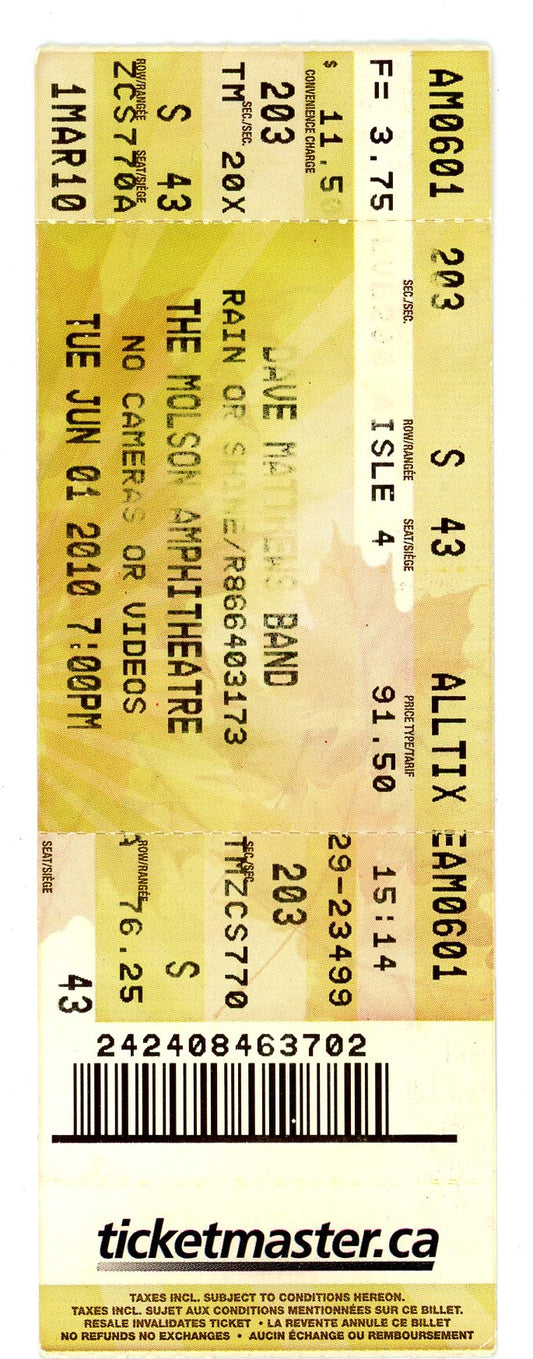 AM0601
F= 3.75
$ 11.50
CONVENIENCE CHARGE
203
SEC./SEC.
TM 20X
$ 43
ROW/RANGÉE SEAT/SIÈGE
ZCS770A
1MAR10
203 $ 43 ALLTIX
SEC./SEC. ROW/RANGÉE SEAT/SIÈGE PRICE TYPE/TARIF
ISLE 4 91.50
DAVE MATTHEWS BAND
RAIN OR SHINE/R866403173
THE MOLSON AMPHITHEATRE
NO CAMERAS OR VIDEOS
TUE JUN 01 2010 7:00PM
EAM0601
15:14
29-23499
203
SEC/SEC.
TMZCS770
$
ROW/RANGÉE
A 76.25
SEAT/SIÈGE
43
242408463702
ticketmaster.ca
TAXES INCL. SUBJECT TO CONDITIONS HEREON.
TAXES INCL. SUJET AUX CONDITIONS MENTIONNÉES SUR CE BILLET.
RESALE INVALIDATES TICKET • LA REVENTE ANNULE CE BILLET
NO REFUNDS NO EXCHANGES • AUCUN ÉCHANGE OU REMBOURSEMENT